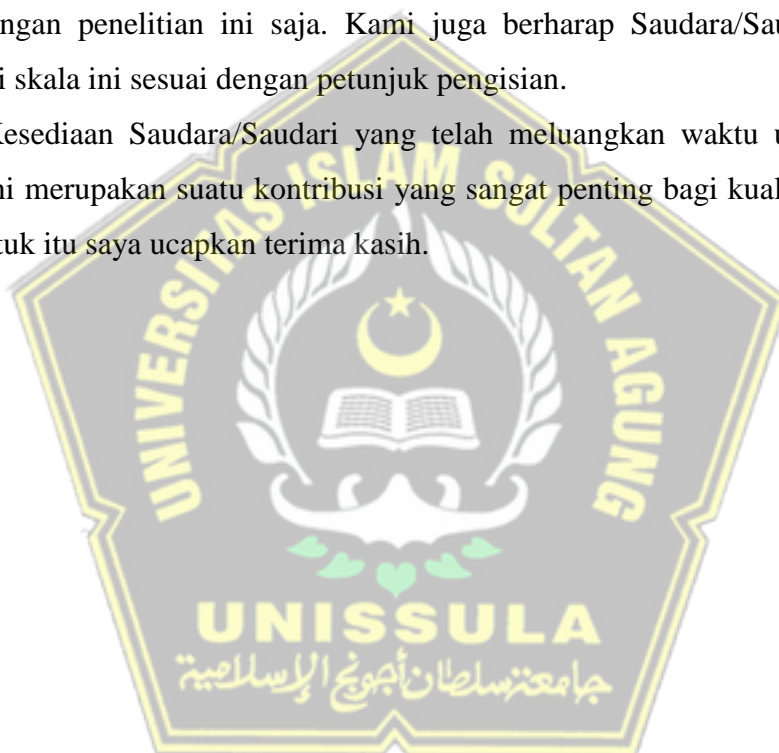 ngan penelitian ini saja. Kami juga berharap Saudara/Sau
i skala ini sesuai dengan petunjuk pengisian.
Kesediaan Saudara/Saudari yang telah meluangkan waktu u
ni merupakan suatu kontribusi yang sangat penting bagi kual
tuk itu saya ucapkan terima kasih.
UNIVERSITAS ISLAM SULTAN AGUNG
UNISSULA
جامعتسلطان أجونج الإسلامية